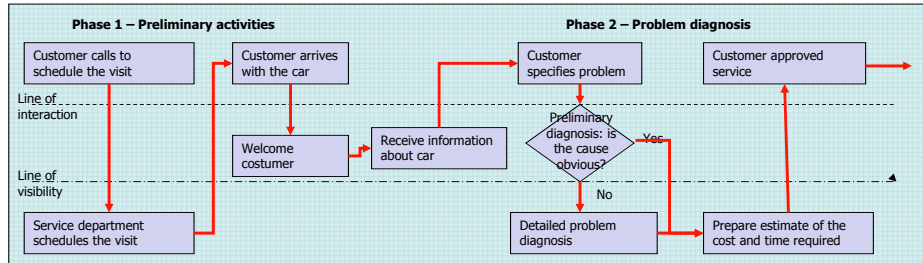 Phase 1 – Preliminary activities
Phase 2 – Problem diagnosis
Customer calls to
schedule the visit
Customer arrives
with the car
Customer
specifies problem
Customer approved
service
Line of
interaction
Welcome
costumer
Receive information
about car
Preliminary
diagnosis: is
the cause
obvious?
Yes
Line of
visibility
No
Service department
schedules the visit
Detailed problem
diagnosis
Prepare estimate of the
cost and time required